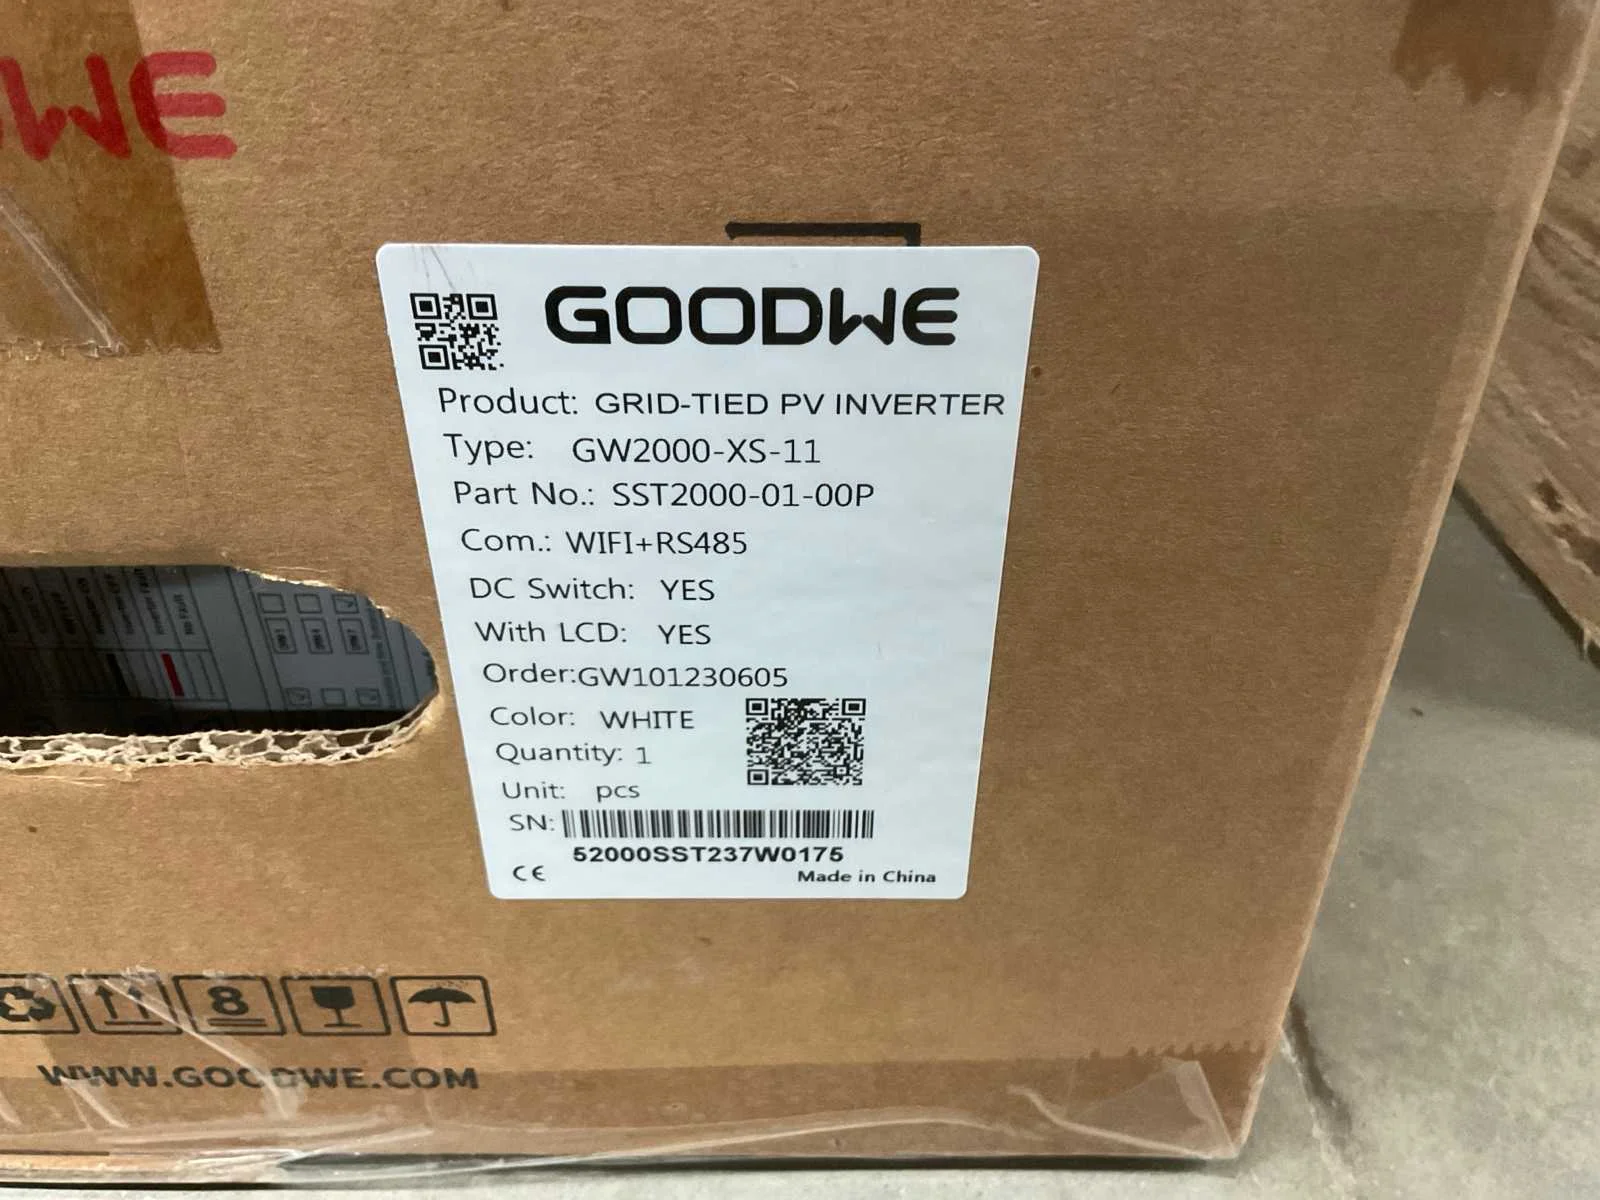 WE
GOODWE
Product: GRID-TIED PV INVERTER
Type: GW2000-XS-11
Part No.: SST2000-01-00P
Com.: WIFI+RS485
DC Switch: YES
With LCD: YES
Order:GW101230605
Color: WHITE
Quantity: 1
Unit: pcs
SN:
52000SST237W0175
CE
Made in China
8
WWW.GOODWE.COM